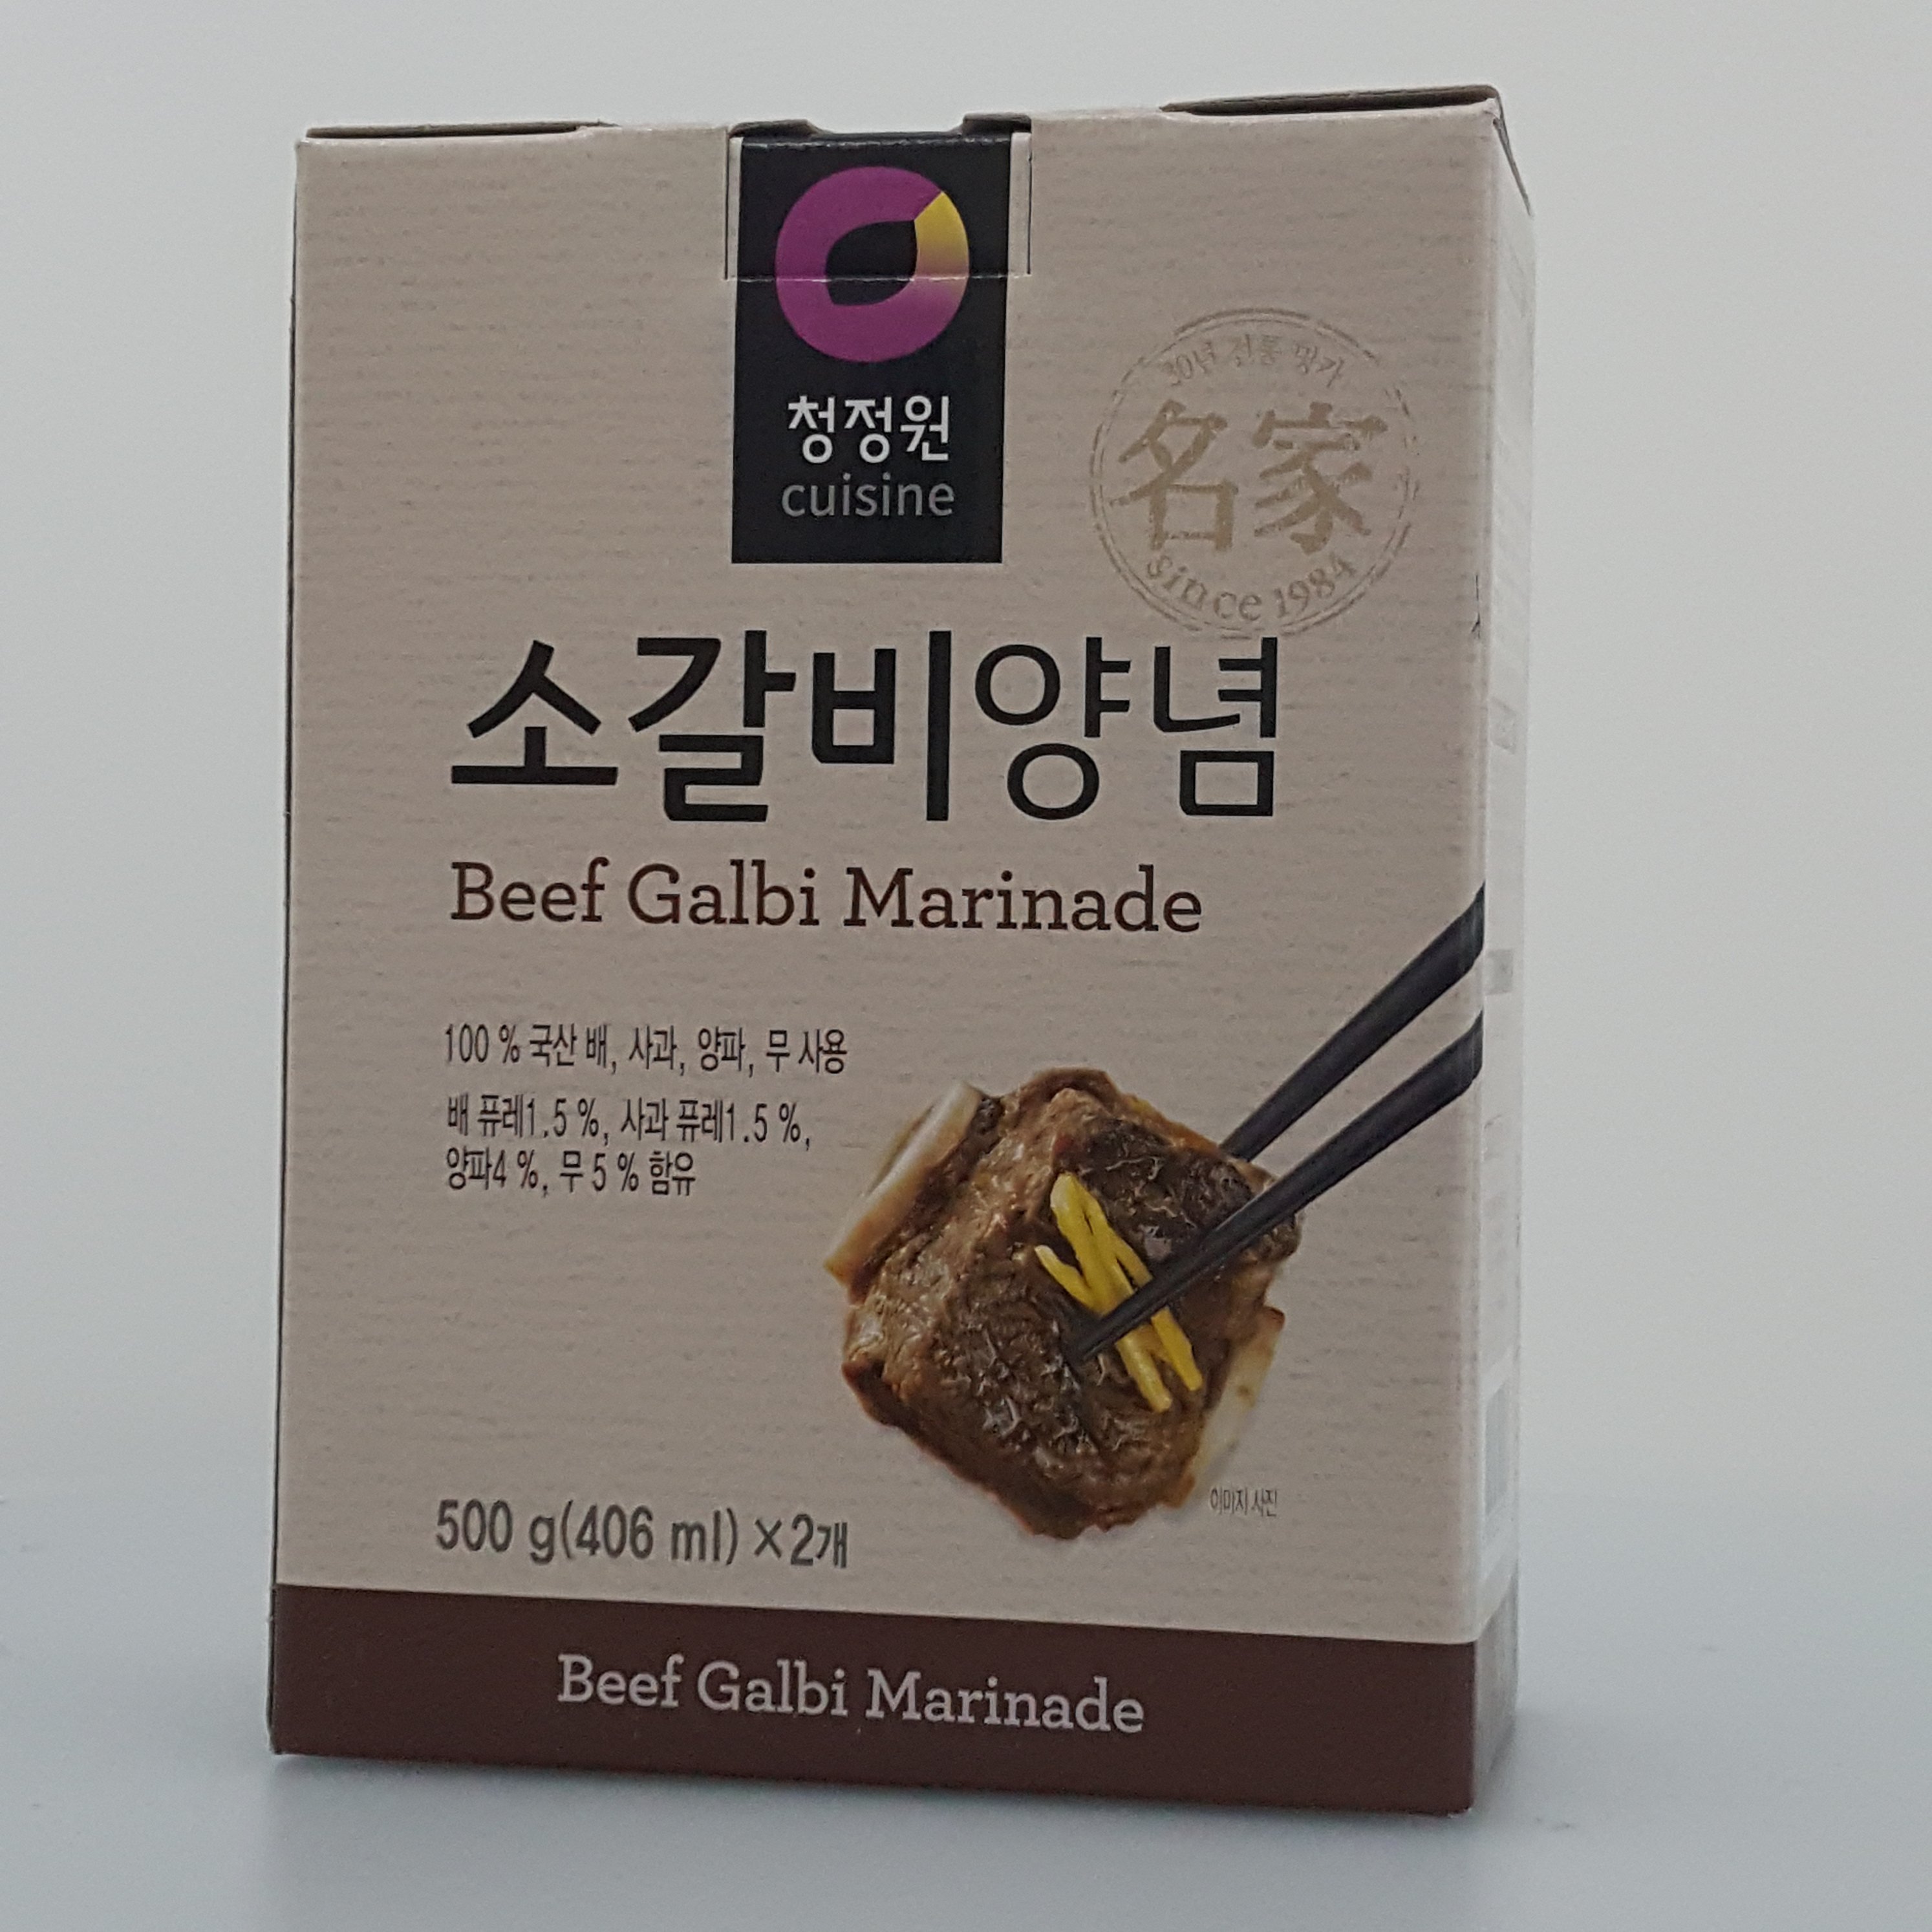 청정원
cuisine
30년 전통 명가
名家
since 1984
소갈비양념
Beef Galbi Marinade
100 % 국산 배, 사과, 양파, 무 사용
배 퓨레1.5 %, 사과 퓨레1.5 %,
양파4 %, 무 5 % 함유
이미지 사진
500 g(406 ml) ×2개
Beef Galbi Marinade